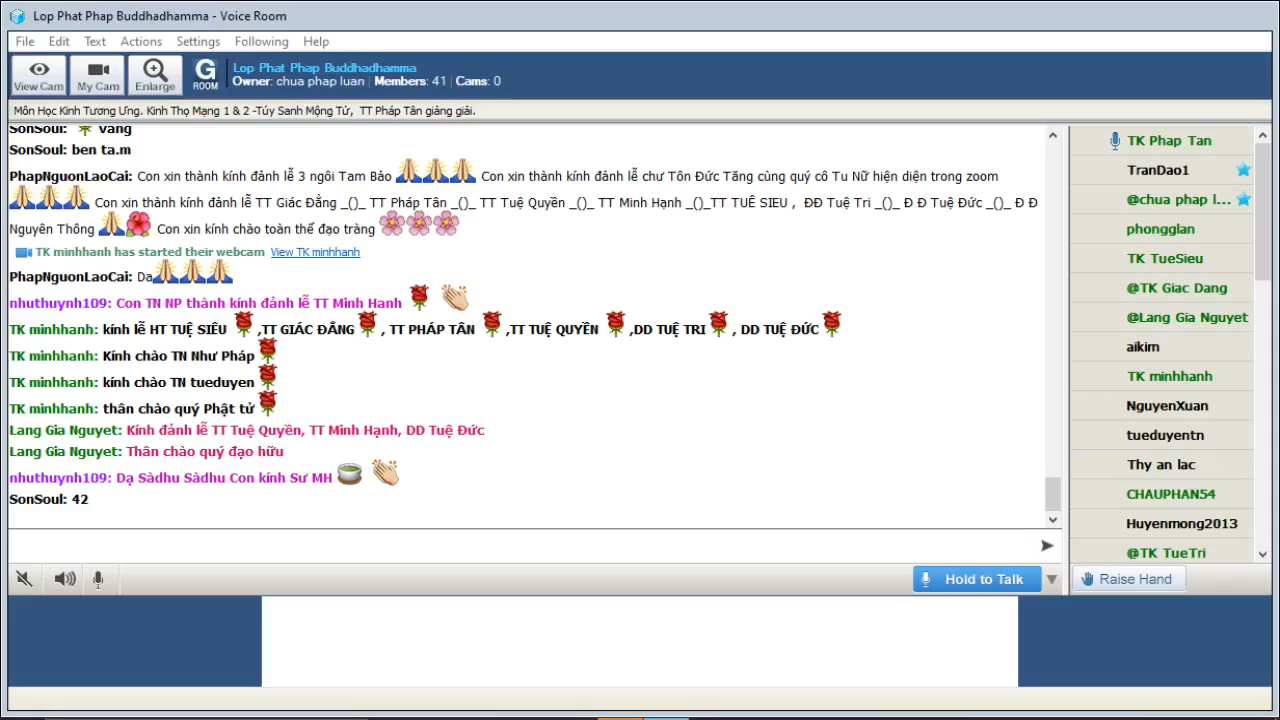 Lop Phat Phap Buddhadhamma - Voice Room
File Edit Text Actions Settings Following Help
View Cam My Cam Enlarge G ROOM Lop Phat Phap Buddhadhamma
Owner: chua phap luan | Members: 41 | Cams: 0
Môn Học Kinh Tương Ưng. Kinh Thọ Mạng 1 & 2 -Túy Sanh Mộng Tử, TT Pháp Tân giảng giải.
SonSoul: vang
SonSoul: ben ta.m
PhapNguonLaoCai: Con xin thành kính đảnh lễ 3 ngôi Tam Bảo Con xin thành kính đảnh lễ chư Tôn Đức Tăng cùng quý cô Tu Nữ hiện diện trong zoom
Con xin thành kính đảnh lễ TT Giác Đẳng _()_ TT Pháp Tân _()_ TT Tuệ Quyền _()_ TT Minh Hạnh _()_TT TUÊ SIEU , ĐĐ Tuệ Tri _()_ Đ Đ Tuệ Đức _()_ Đ Đ
Nguyên Thông Con xin kính chào toàn thể đạo tràng
TK minhhanh has started their webcam View TK minhhanh
PhapNguonLaoCai: Dạ
nhuthuynh109: Con TN NP thành kính đảnh lễ TT Minh Hanh
TK minhhanh: kính lễ HT TUỆ SIÊU ,TT GIÁC ĐẲNG , TT PHÁP TÂN ,TT TUỆ QUYỀN ,DD TUỆ TRI , DD TUỆ ĐỨC
TK minhhanh: Kính chào TN Như Pháp
TK minhhanh: kính chào TN tueduyen
TK minhhanh: thân chào quý Phật tử
Lang Gia Nguyet: Kính đảnh lễ TT Tuệ Quyền, TT Minh Hạnh, DD Tuệ Đức
Lang Gia Nguyet: Thân chào quý đạo hữu
nhuthuynh109: Dạ Sàdhu Sàdhu Con kính Sư MH
SonSoul: 42
Hold to Talk
TK Phap Tan
TranDao1
@chua phap l...
phongglan
TK TueSieu
@TK Giac Dang
@Lang Gia Nguyet
aikim
TK minhhanh
NguyenXuan
tueduyentn
Thy an lac
CHAUPHAN54
Huyenmong2013
@TK TueTri
Raise Hand